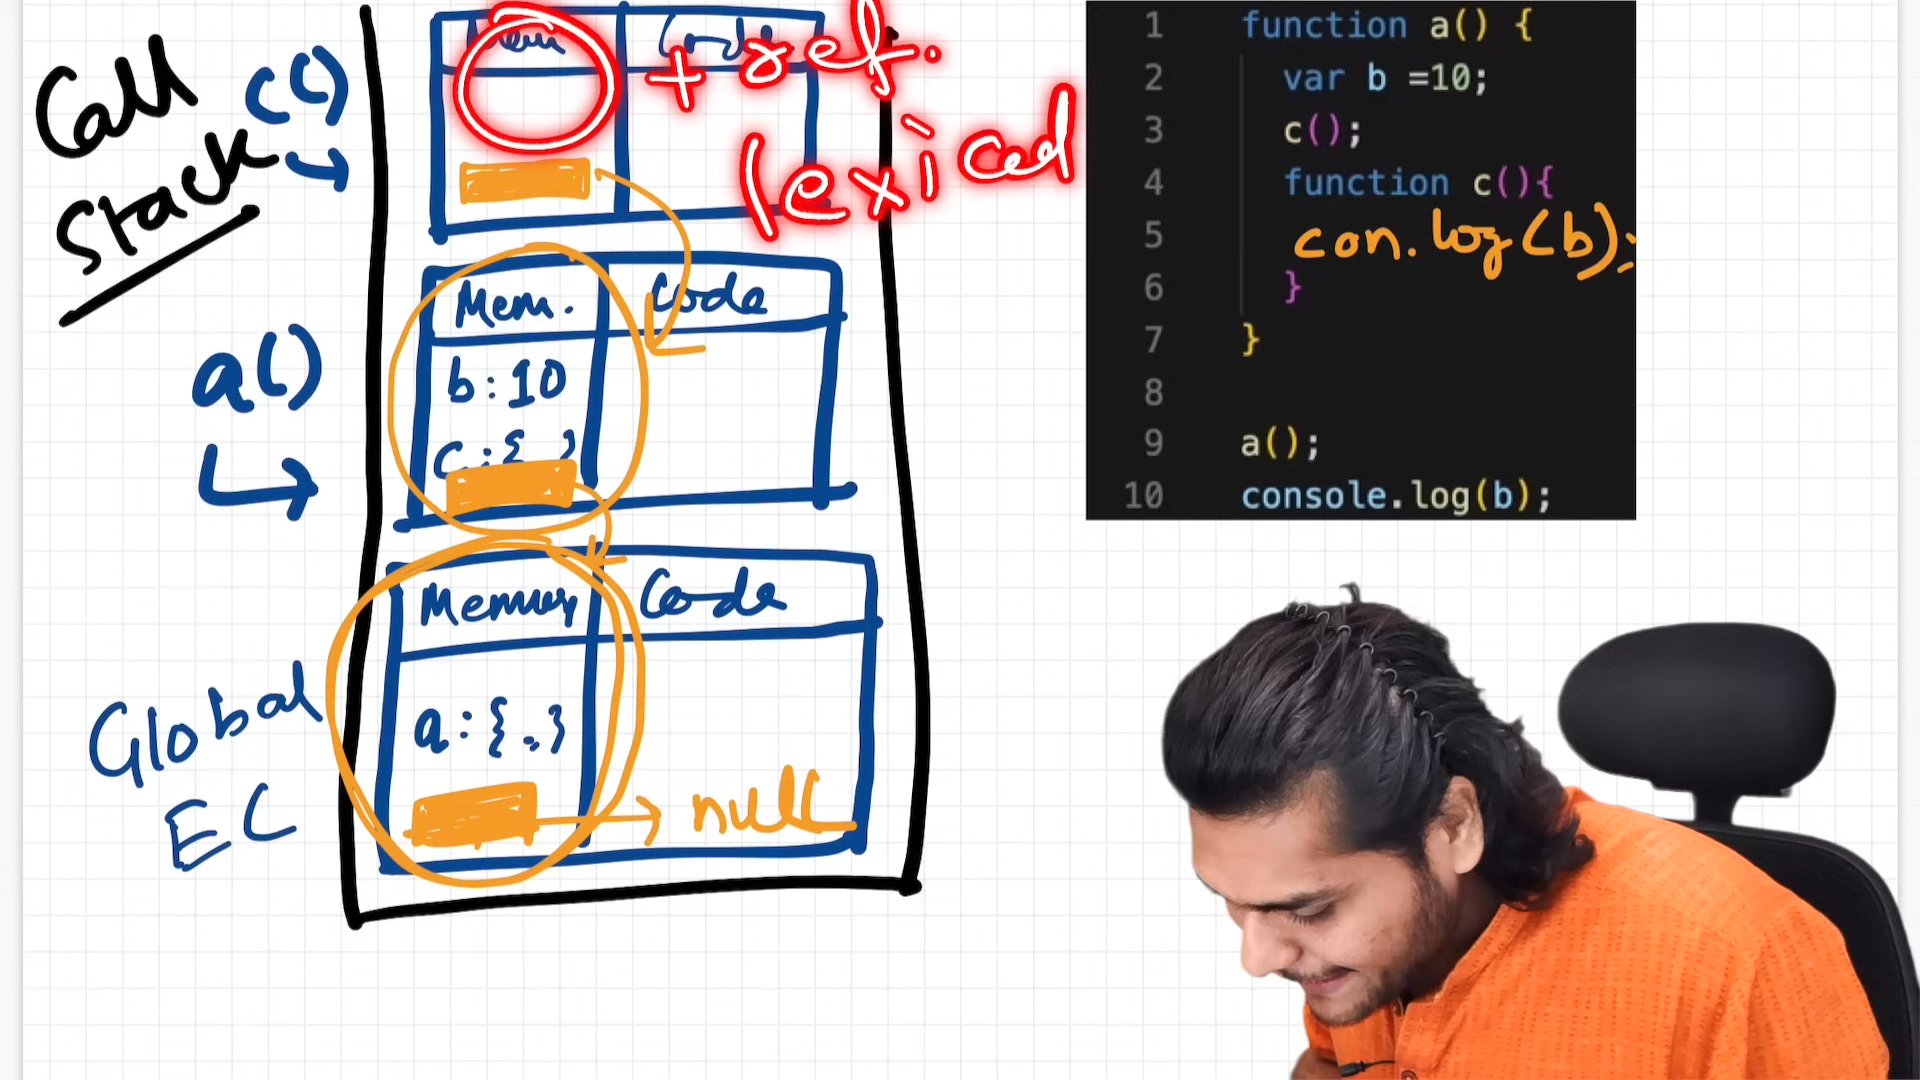 Call
Stack
c()
Code
+ ref.
lexical
Mem.
Code
b:10
c:{ }
a()
Memory
Code
a:{..}
null
Global
EC
1 function a() {
2 var b =10;
3 c();
4 function c(){
5 con.log(b);
6 }
7 }
8
9 a();
10 console.log(b);